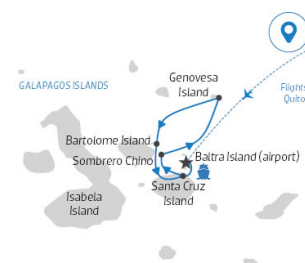 Genovesa
Island
GALAPAGOS ISLANDS
Flights
Quito
Bartolome Island
Sombrero Chino
Baltra Island (airport)
Santa Cruz
Island
Isabela
Island